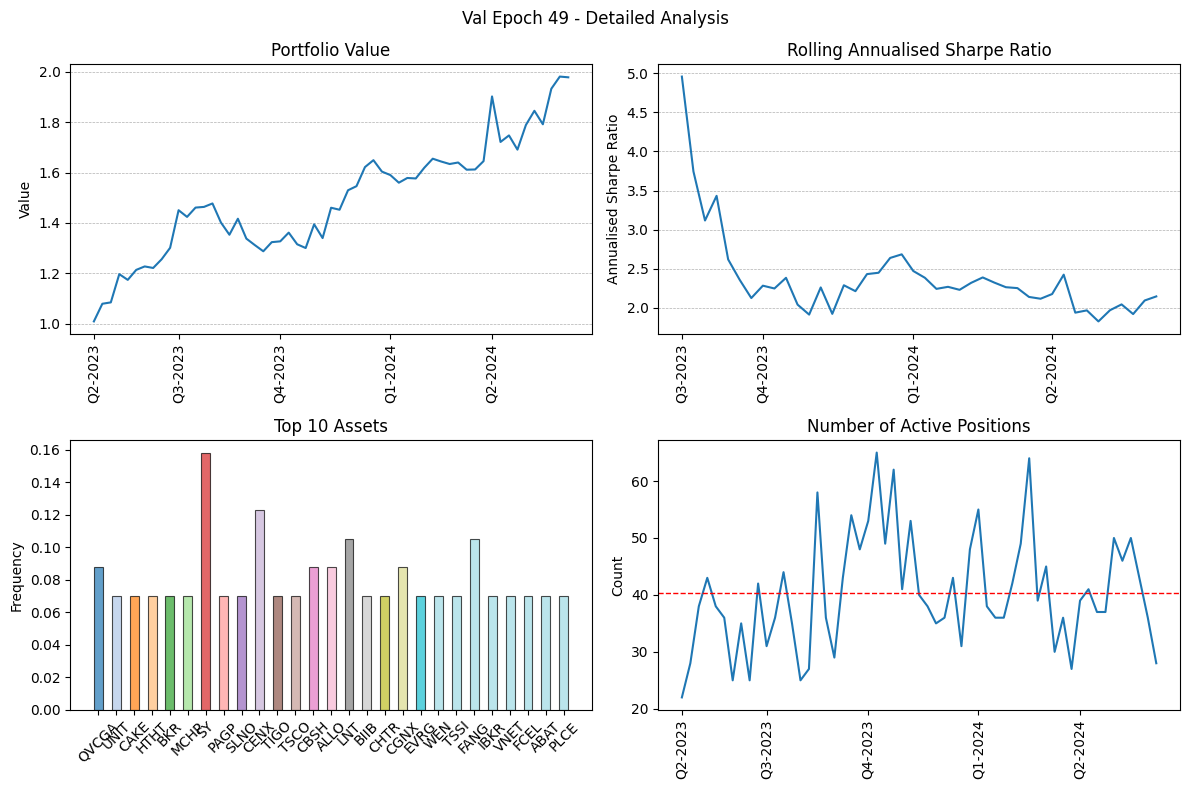 Val Epoch 49 - Detailed Analysis
Portfolio Value
Value
2.0
1.8
1.6
1.4
1.2
1.0
Q2-2023
Q3-2023
Q4-2023
Q1-2024
Q2-2024
Rolling Annualised Sharpe Ratio
Annualised Sharpe Ratio
5.0
4.5
4.0
3.5
3.0
2.5
2.0
Q3-2023
Q4-2023
Q1-2024
Q2-2024
Top 10 Assets
Frequency
0.16
0.14
0.12
0.10
0.08
0.06
0.04
0.02
0.00
QVCGA
UNIT
CAKE
HTHT
BKR
MCHP
SY
PAGP
SLNO
CENX
TIGO
TSCO
CBSH
ALLO
LNT
BIIB
CHTR
CGNX
EVRG
WEN
TSSI
FANG
IBKR
VNET
FCEL
ABAT
PLCE
Number of Active Positions
Count
60
50
40
30
20
Q2-2023
Q3-2023
Q4-2023
Q1-2024
Q2-2024